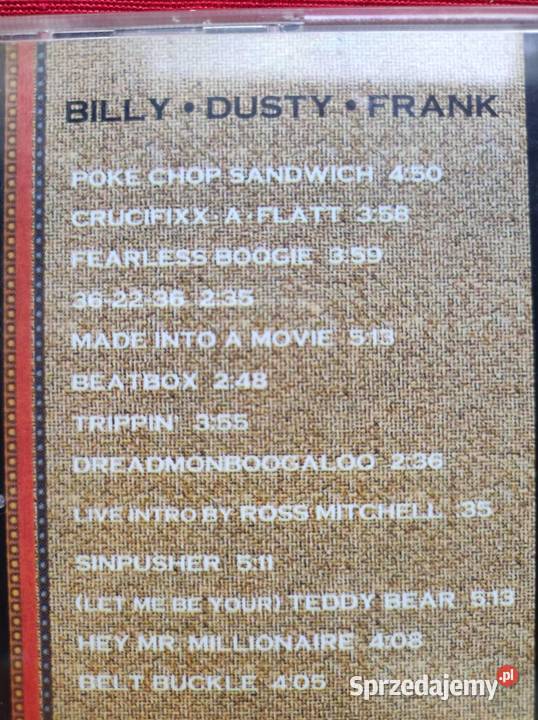 BILLY • DUSTY • FRANK
POKE CHOP SANDWICH 4:50
CRUCIFIXX-A-FLATT 3:58
FEARLESS BOOGIE 3:59
36-22-36 2:35
MADE INTO A MOVIE 5:13
BEATBOX 2:48
TRIPPIN' 3:55
DREADMONBOOGALOO 2:36
LIVE INTRO BY ROSS MITCHELL :35
SINPUSHER 5:11
(LET ME BE YOUR) TEDDY BEAR 5:13
HEY MR. MILLIONAIRE 4:08
BELT BUCKLE 4:05
Sprzedajemy.pl